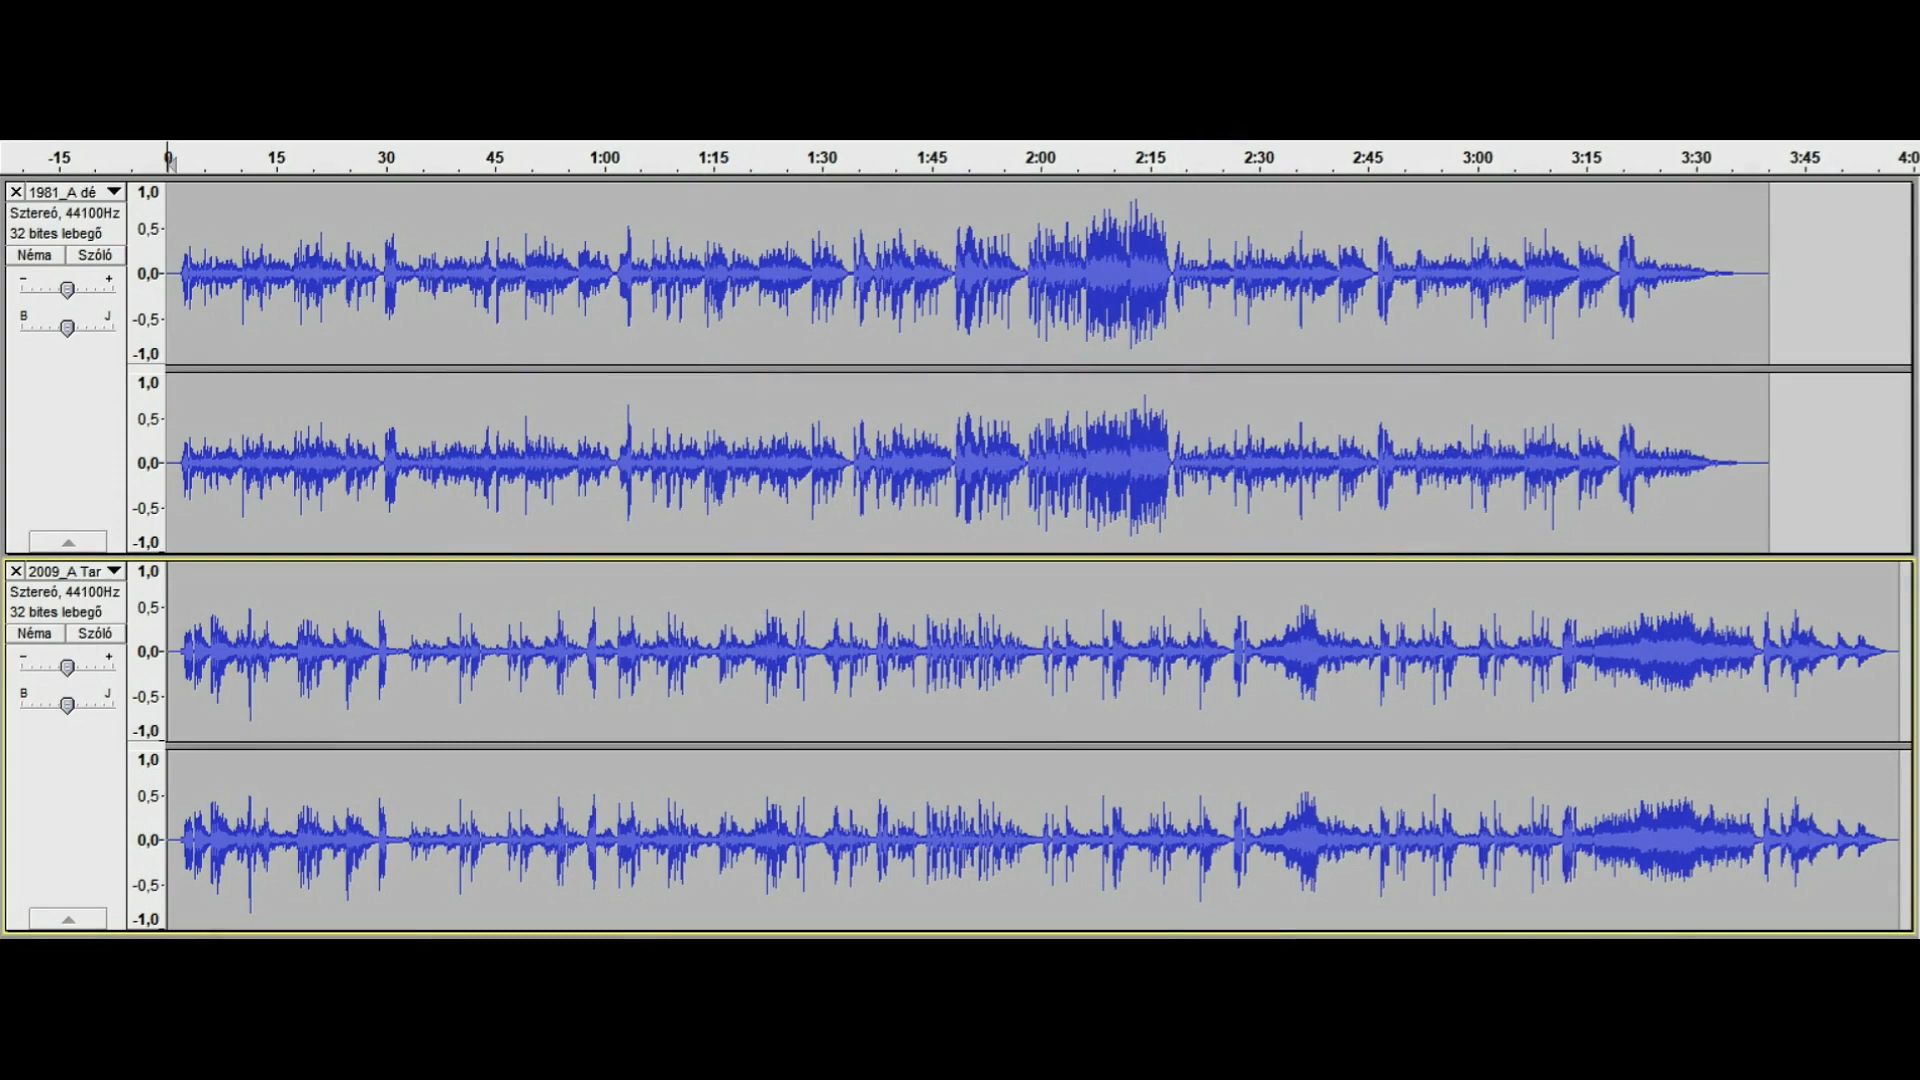 -15 0 15 30 45 1:00 1:15 1:30 1:45 2:00 2:15 2:30 2:45 3:00 3:15 3:30 3:45 4:0
1981_A dé
Sztereó, 44100Hz
32 bites lebegő
Néma Szóló
- +
B J
1,0
0,5
0,0
-0,5
-1,0
1,0
0,5
0,0
-0,5
-1,0
2009_A Tar
Sztereó, 44100Hz
32 bites lebegő
Néma Szóló
- +
B J
1,0
0,5
0,0
-0,5
-1,0
1,0
0,5
0,0
-0,5
-1,0